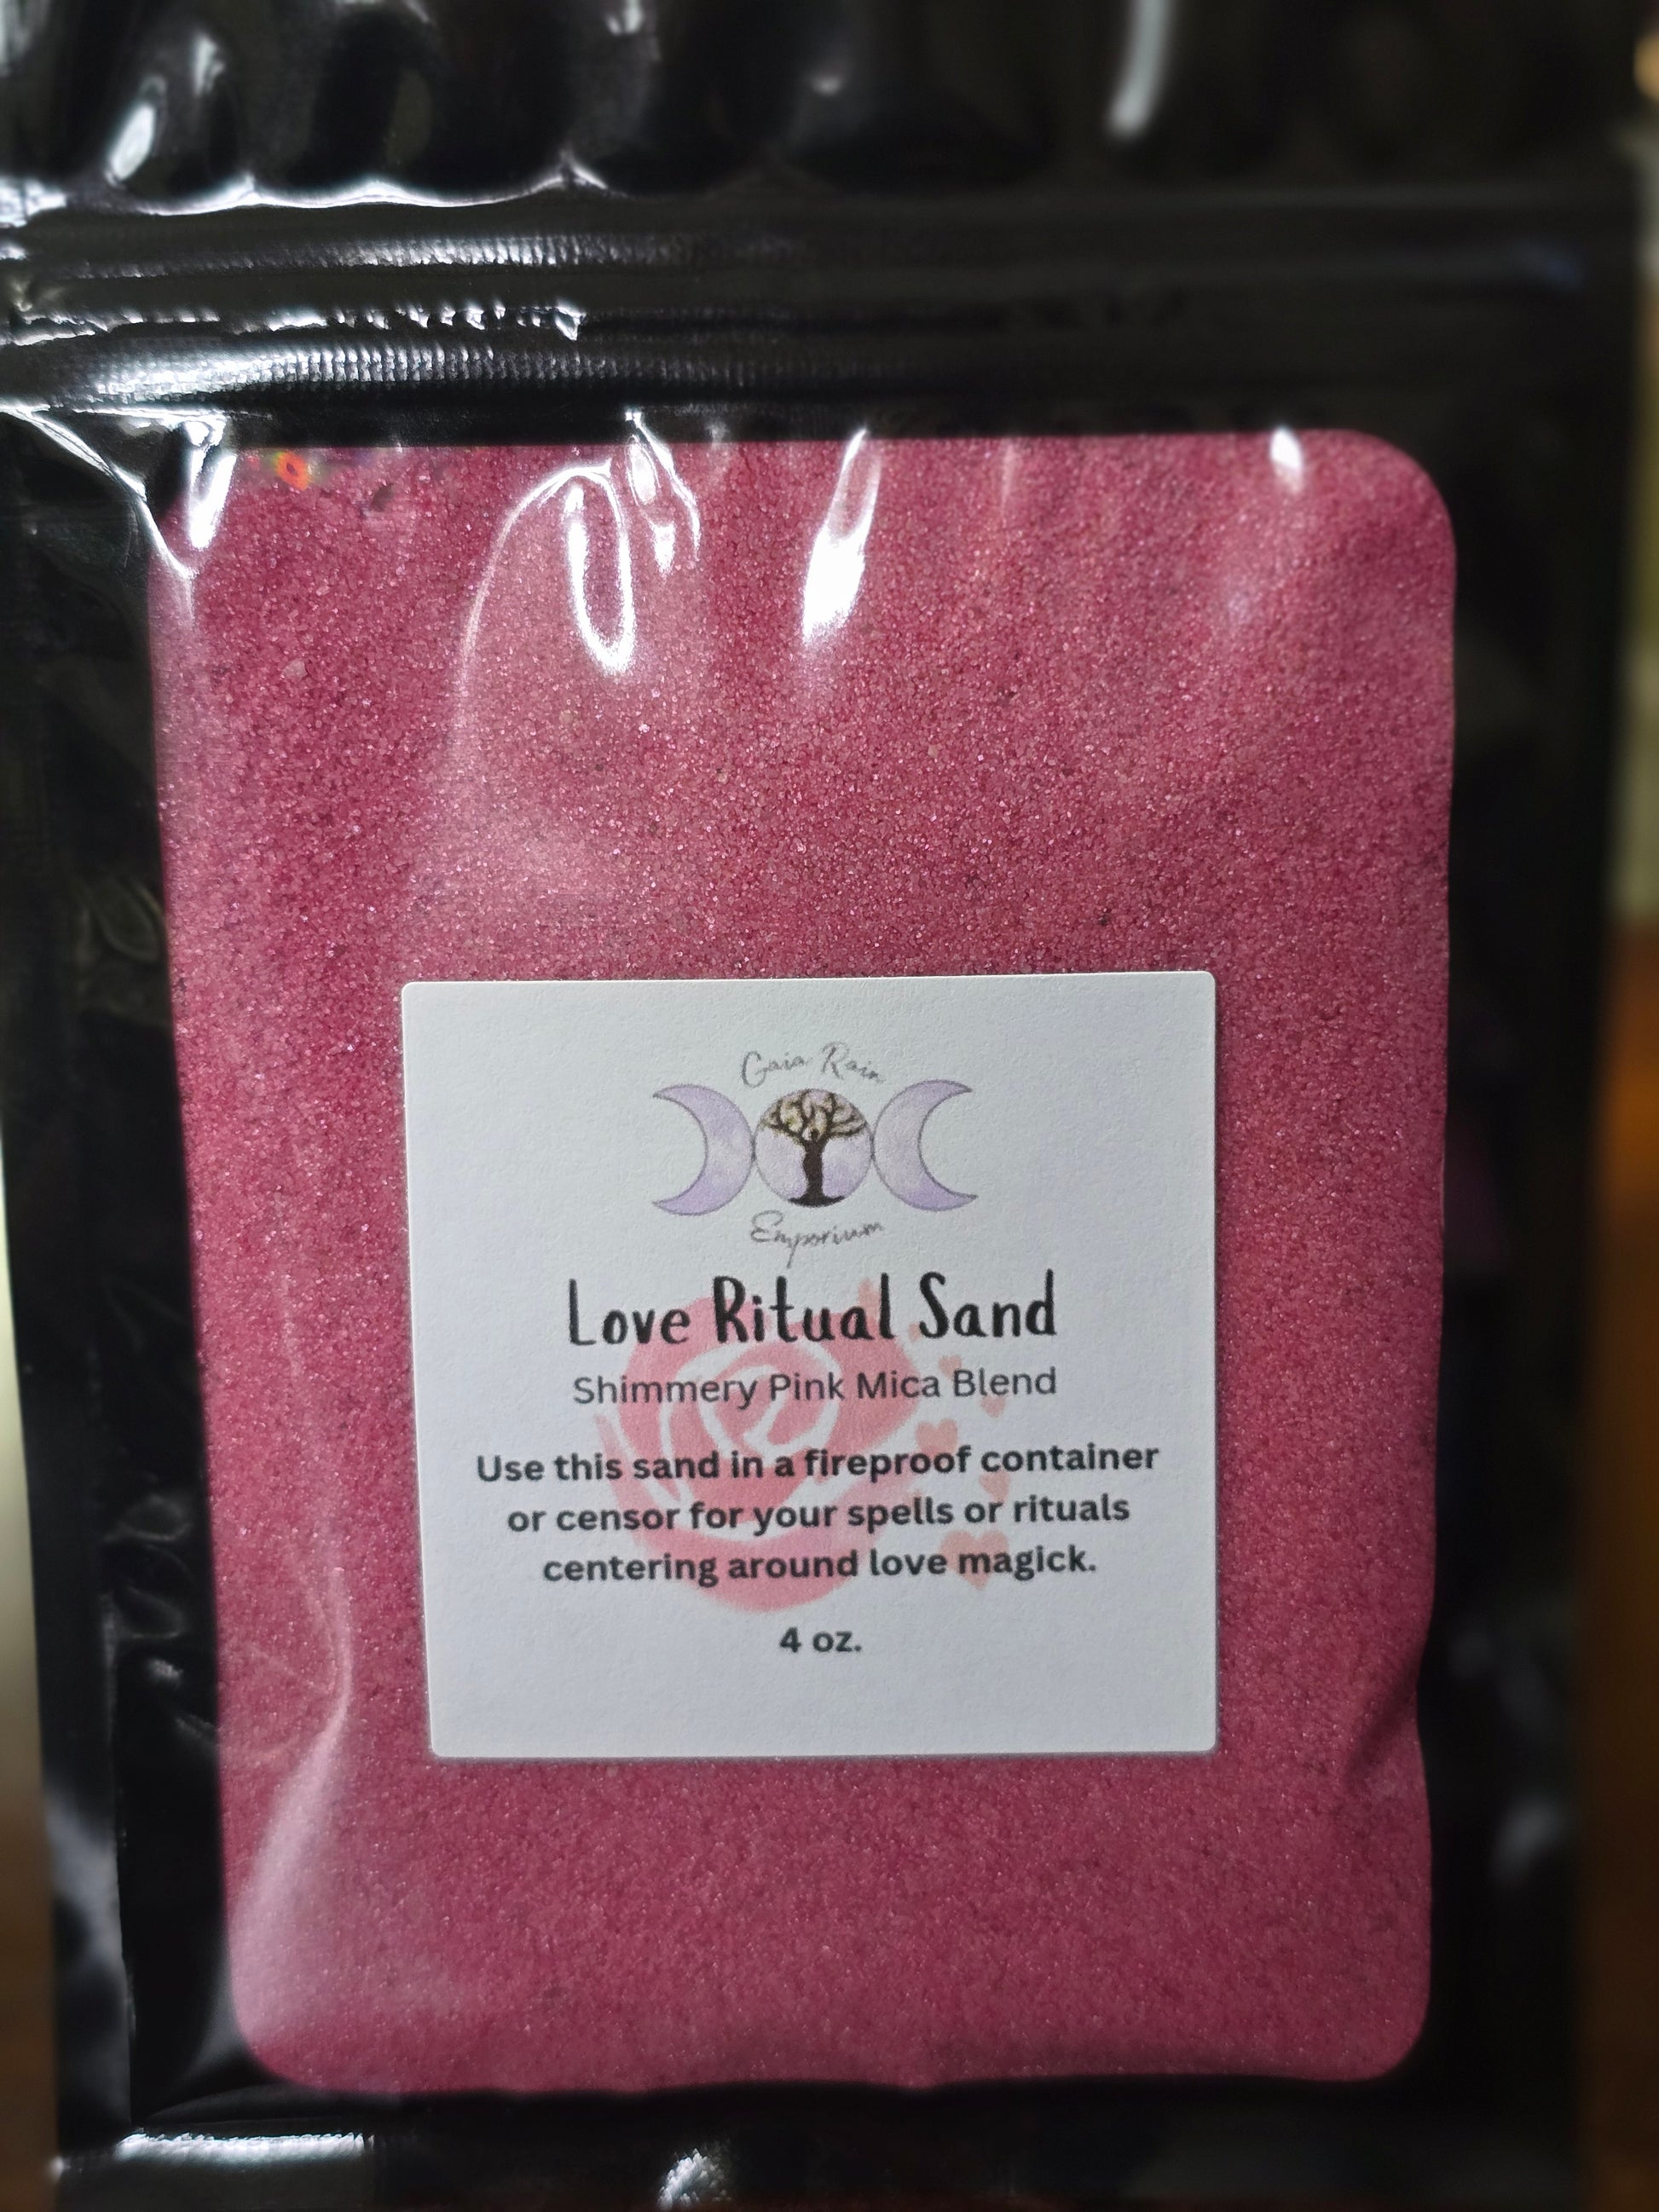 Gaia Rain
Emporium
Love Ritual Sand
Shimmery Pink Mica Blend
Use this sand in a fireproof container
or censor for your spells or rituals
centering around love magick.
4 oz.